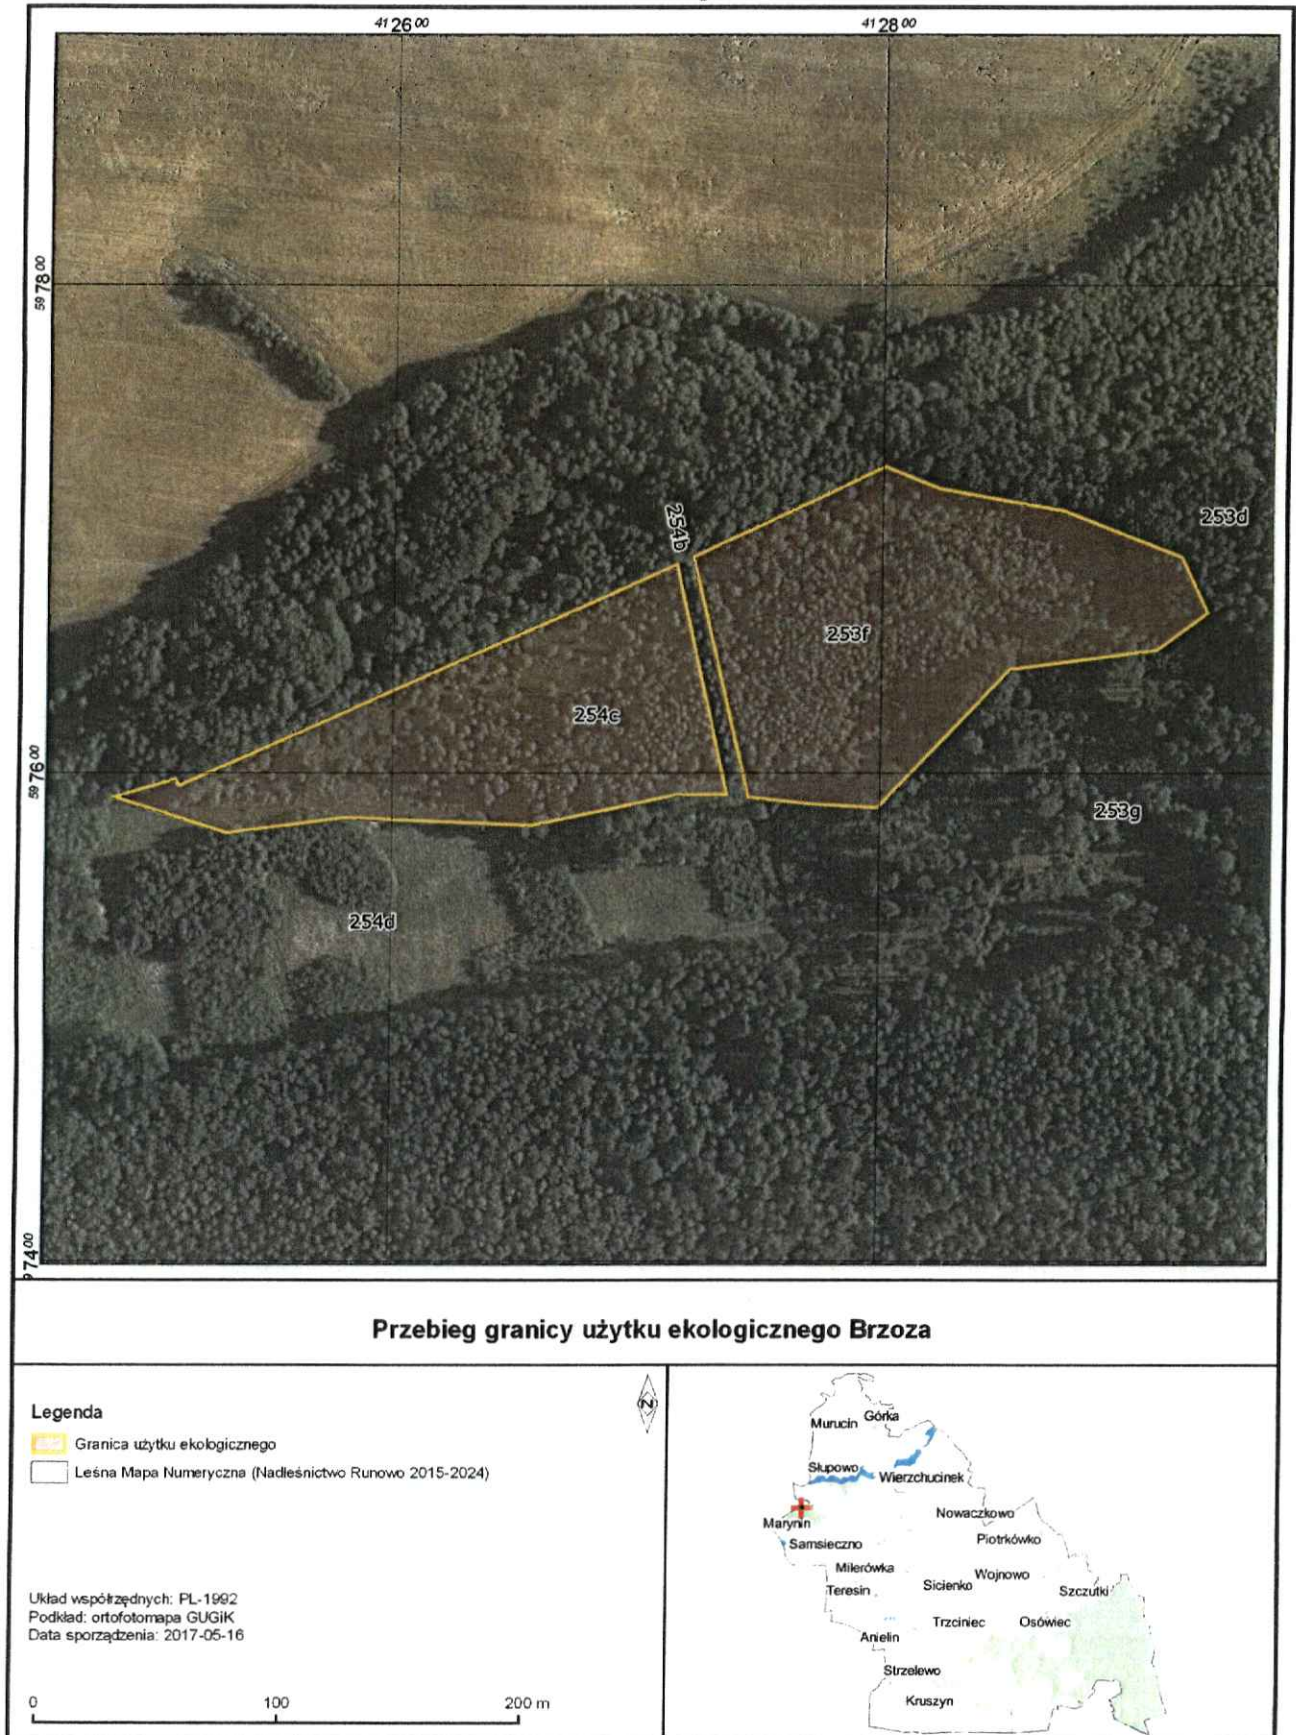 41 26 00
41 28 00
59 78 00
254b
253d
253f
254c
59 76 00
253g
254d
974 00
Przebieg granicy użytku ekologicznego Brzoza
Legenda
N
Granica użytku ekologicznego
Leśna Mapa Numeryczna (Nadleśnictwo Runowo 2015-2024)
Układ współrzędnych: PL-1992
Podkład: ortofotomapa GUGiK
Data sporządzenia: 2017-05-16
0 100 200 m
Murucin
Górka
Słupowo
Wierzchucinek
Nowaczkowo
Marynin
Piotrkówko
Samsieczno
Milerówka
Wojnowo
Teresin
Sicienko
Szczutki
Trzciniec
Osówiec
Anielin
Strzelewo
Kruszyn